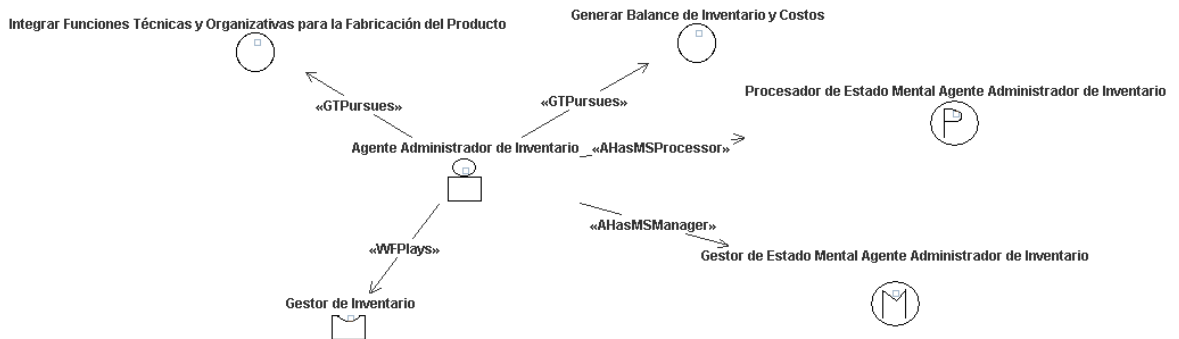 Generar Balance de Inventario y Costos
Integrar Funciones Técnicas y Organizativas para la Fabricación del Producto
Procesador de Estado Mental Agente Administrador de Inventario
«GTPursues»
«GTPursues»
P
Agente Administrador de Inventario
«AHasMSProcessor»
«AHasMSManager»
«WFPlays»
Gestor de Estado Mental Agente Administrador de Inventario
Gestor de Inventario
M